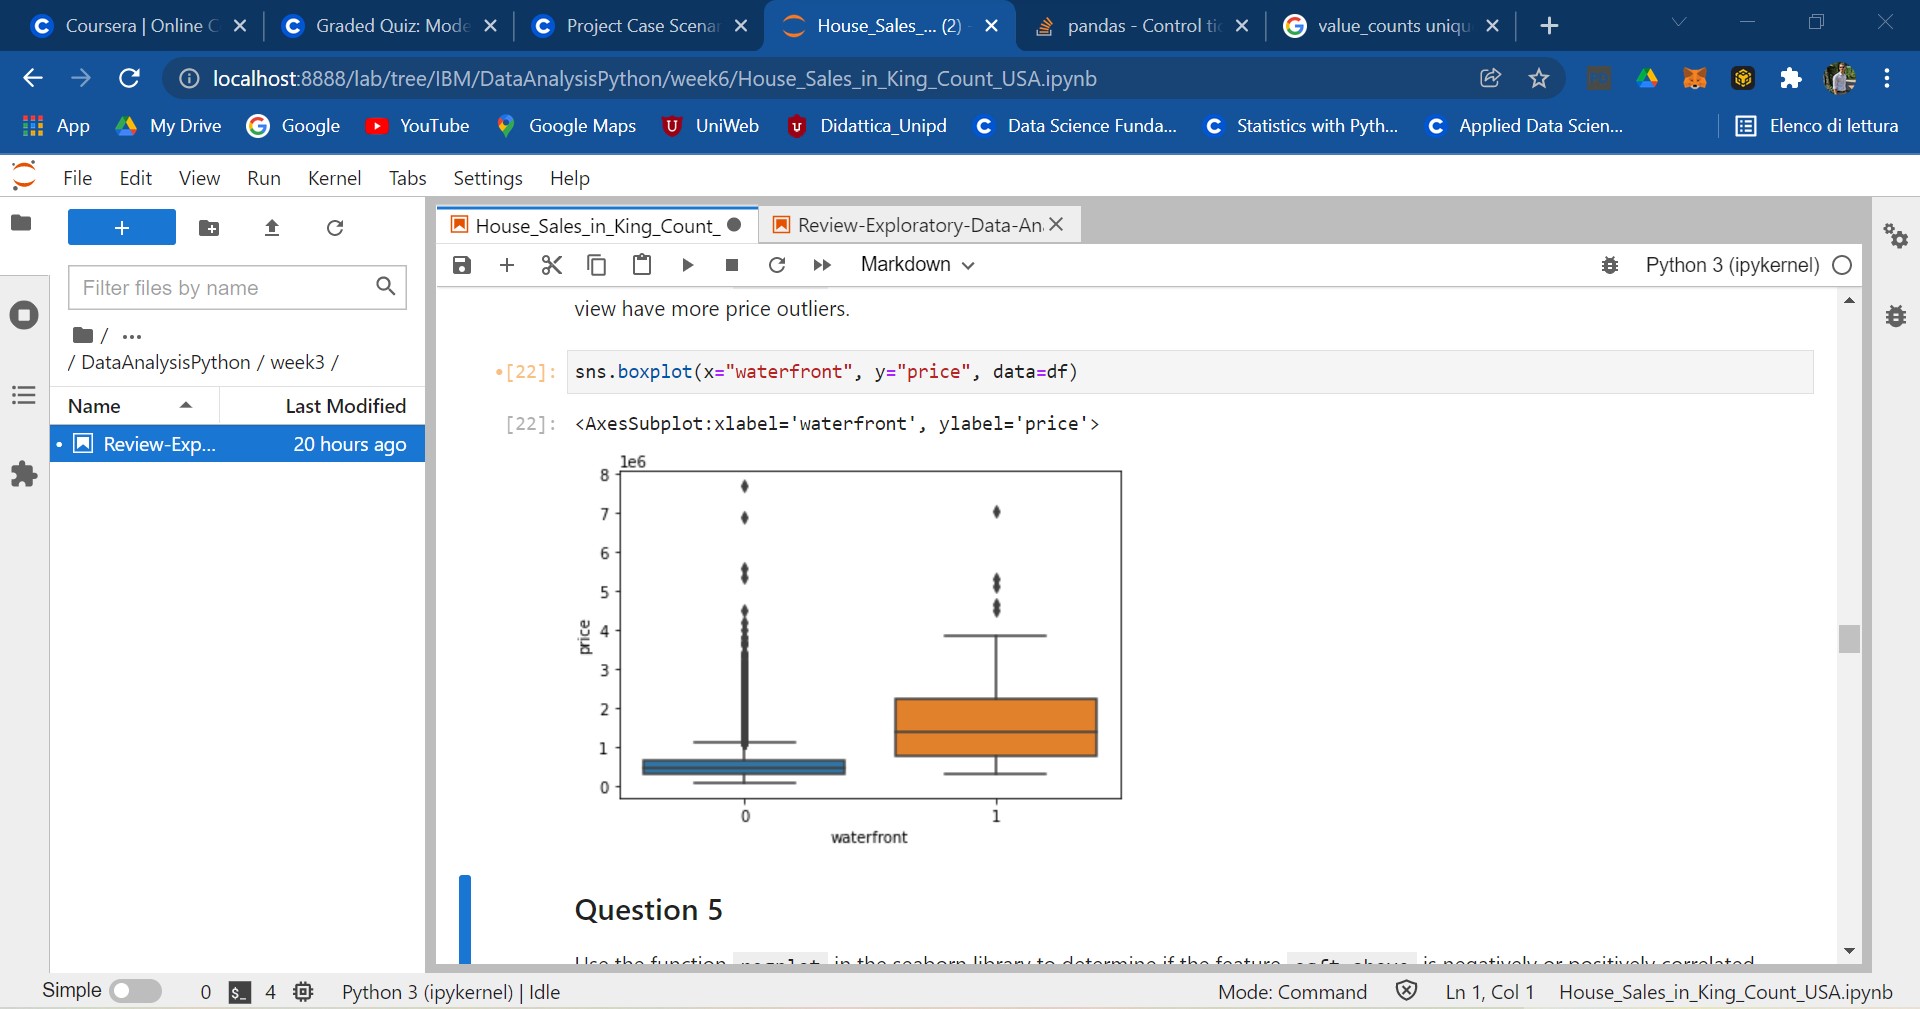 Coursera | Online C
Graded Quiz: Mode
Project Case Scenar
House_Sales_... (2) -
pandas - Control tic
value_counts uniqu
localhost:8888/lab/tree/IBM/DataAnalysisPython/week6/House_Sales_in_King_Count_USA.ipynb
App
My Drive
Google
YouTube
Google Maps
UniWeb
Didattica_Unipd
Data Science Funda...
Statistics with Pyth...
Applied Data Scien...
Elenco di lettura
File Edit View Run Kernel Tabs Settings Help
Filter files by name
/ ...
/ DataAnalysisPython / week3 /
Name Last Modified
Review-Exp... 20 hours ago
House_Sales_in_King_Count_
Review-Exploratory-Data-An
Markdown
Python 3 (ipykernel)
view have more price outliers.
[22]: sns.boxplot(x="waterfront", y="price", data=df)
[22]: <AxesSubplot:xlabel='waterfront', ylabel='price'>
1e6
8
7
6
5
4
3
2
1
0
price
0 1
waterfront
Question 5
Use the function regplot in the seaborn library to determine if the feature sqft_above is negatively or positively correlated
Simple 0 $_ 4 Python 3 (ipykernel) | Idle
Mode: Command Ln 1, Col 1 House_Sales_in_King_Count_USA.ipynb